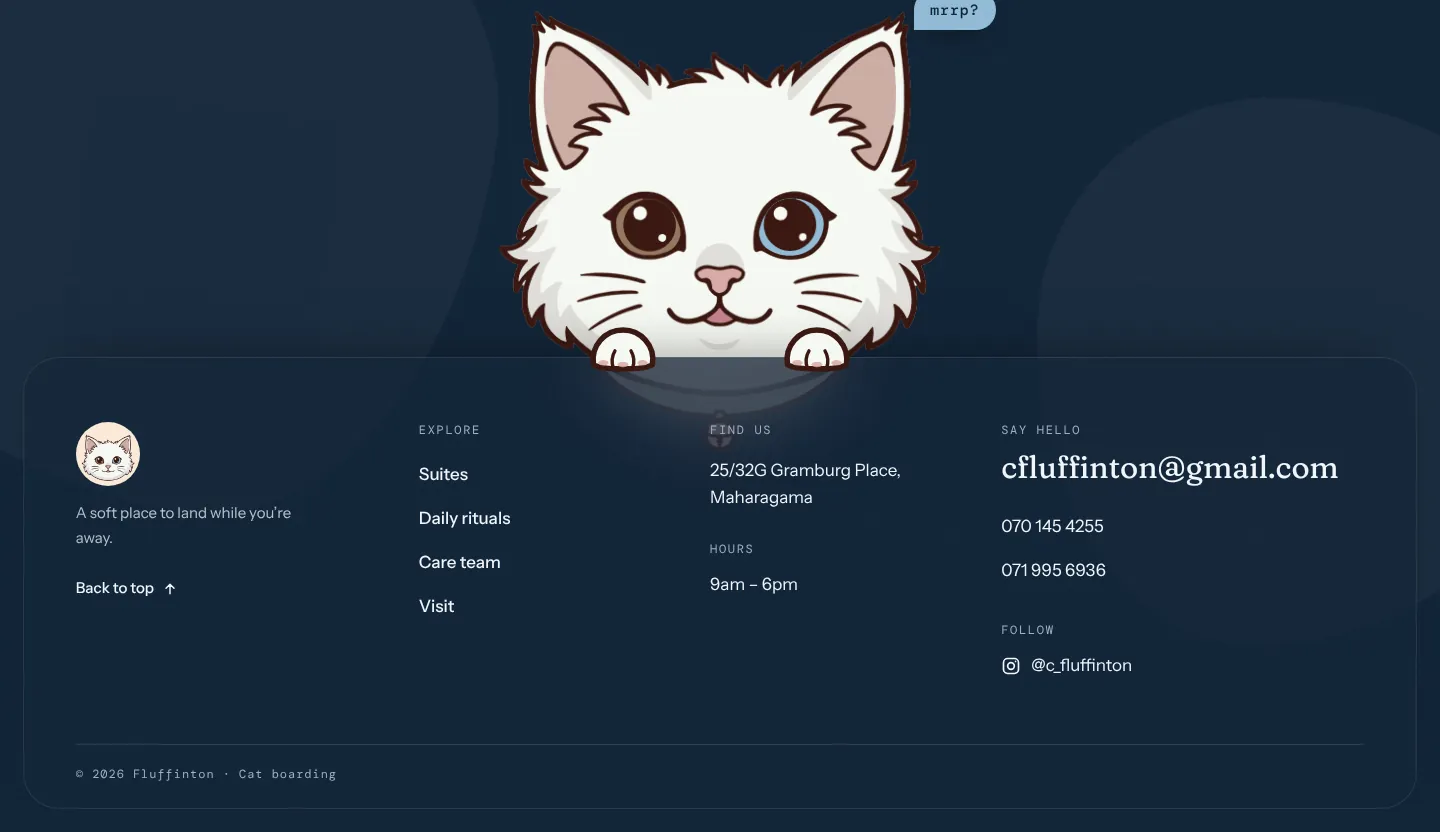 mrrp?
A soft place to land while you're
away.
Back to top ↑
EXPLORE
Suites
Daily rituals
Care team
Visit
FIND US
25/32G Gramburg Place,
Maharagama
HOURS
9am – 6pm
SAY HELLO
cfluffinton@gmail.com
070 145 4255
071 995 6936
FOLLOW
@c_fluffinton
© 2026 Fluffinton · Cat boarding